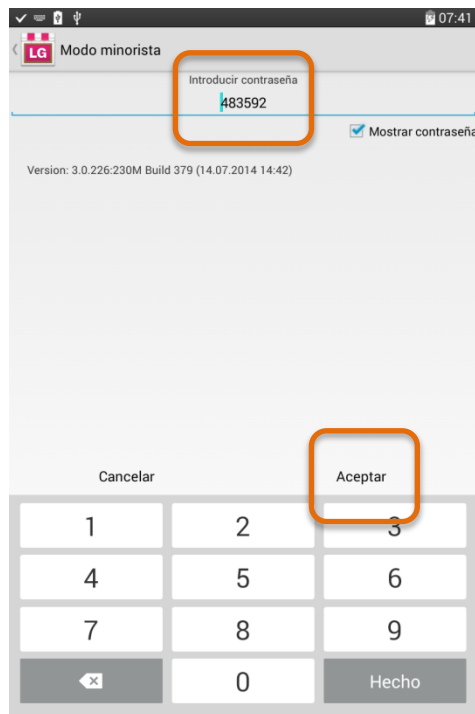 07:41
LG Modo minorista
Introducir contraseña
483592
Mostrar contraseña
Version: 3.0.226:230M Build 379 (14.07.2014 14:42)
Cancelar Aceptar
1 2 3
4 5 6
7 8 9
0 Hecho